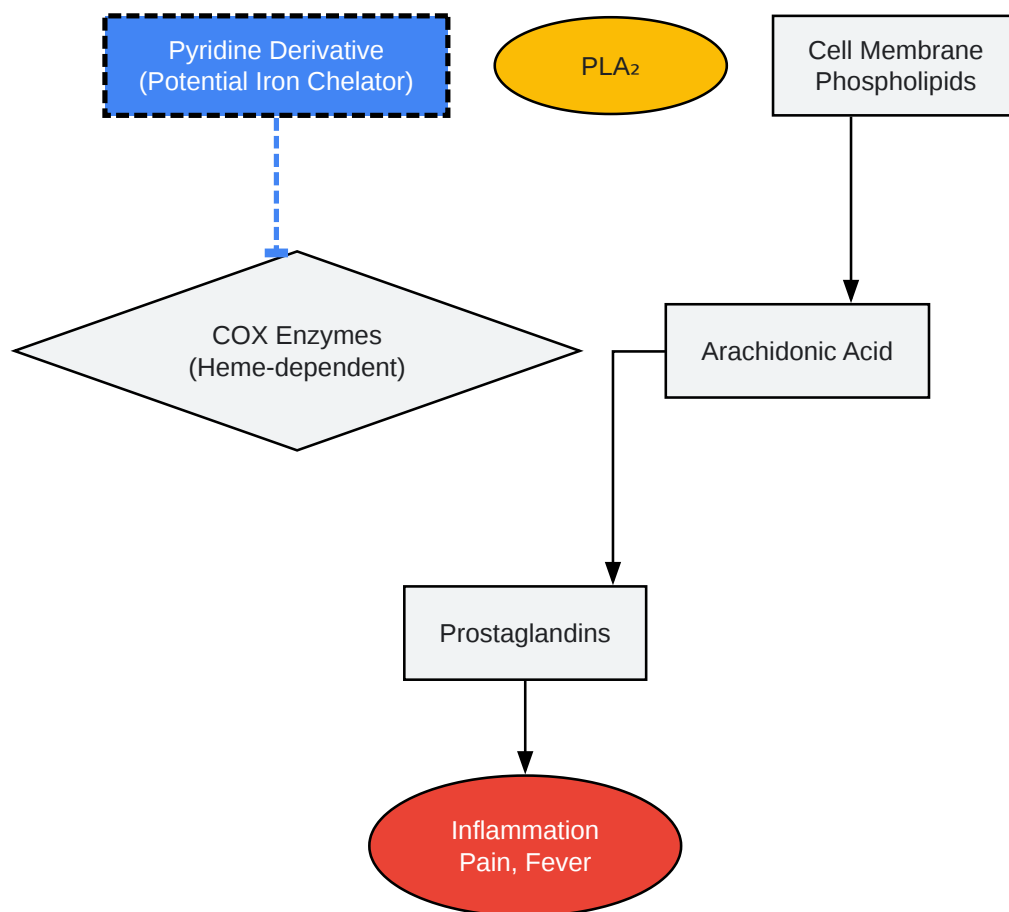 Pyridine Derivative
(Potential Iron Chelator)
PLA₂
Cell Membrane
Phospholipids
COX Enzymes
(Heme-dependent)
Arachidonic Acid
Prostaglandins
Inflammation
Pain, Fever